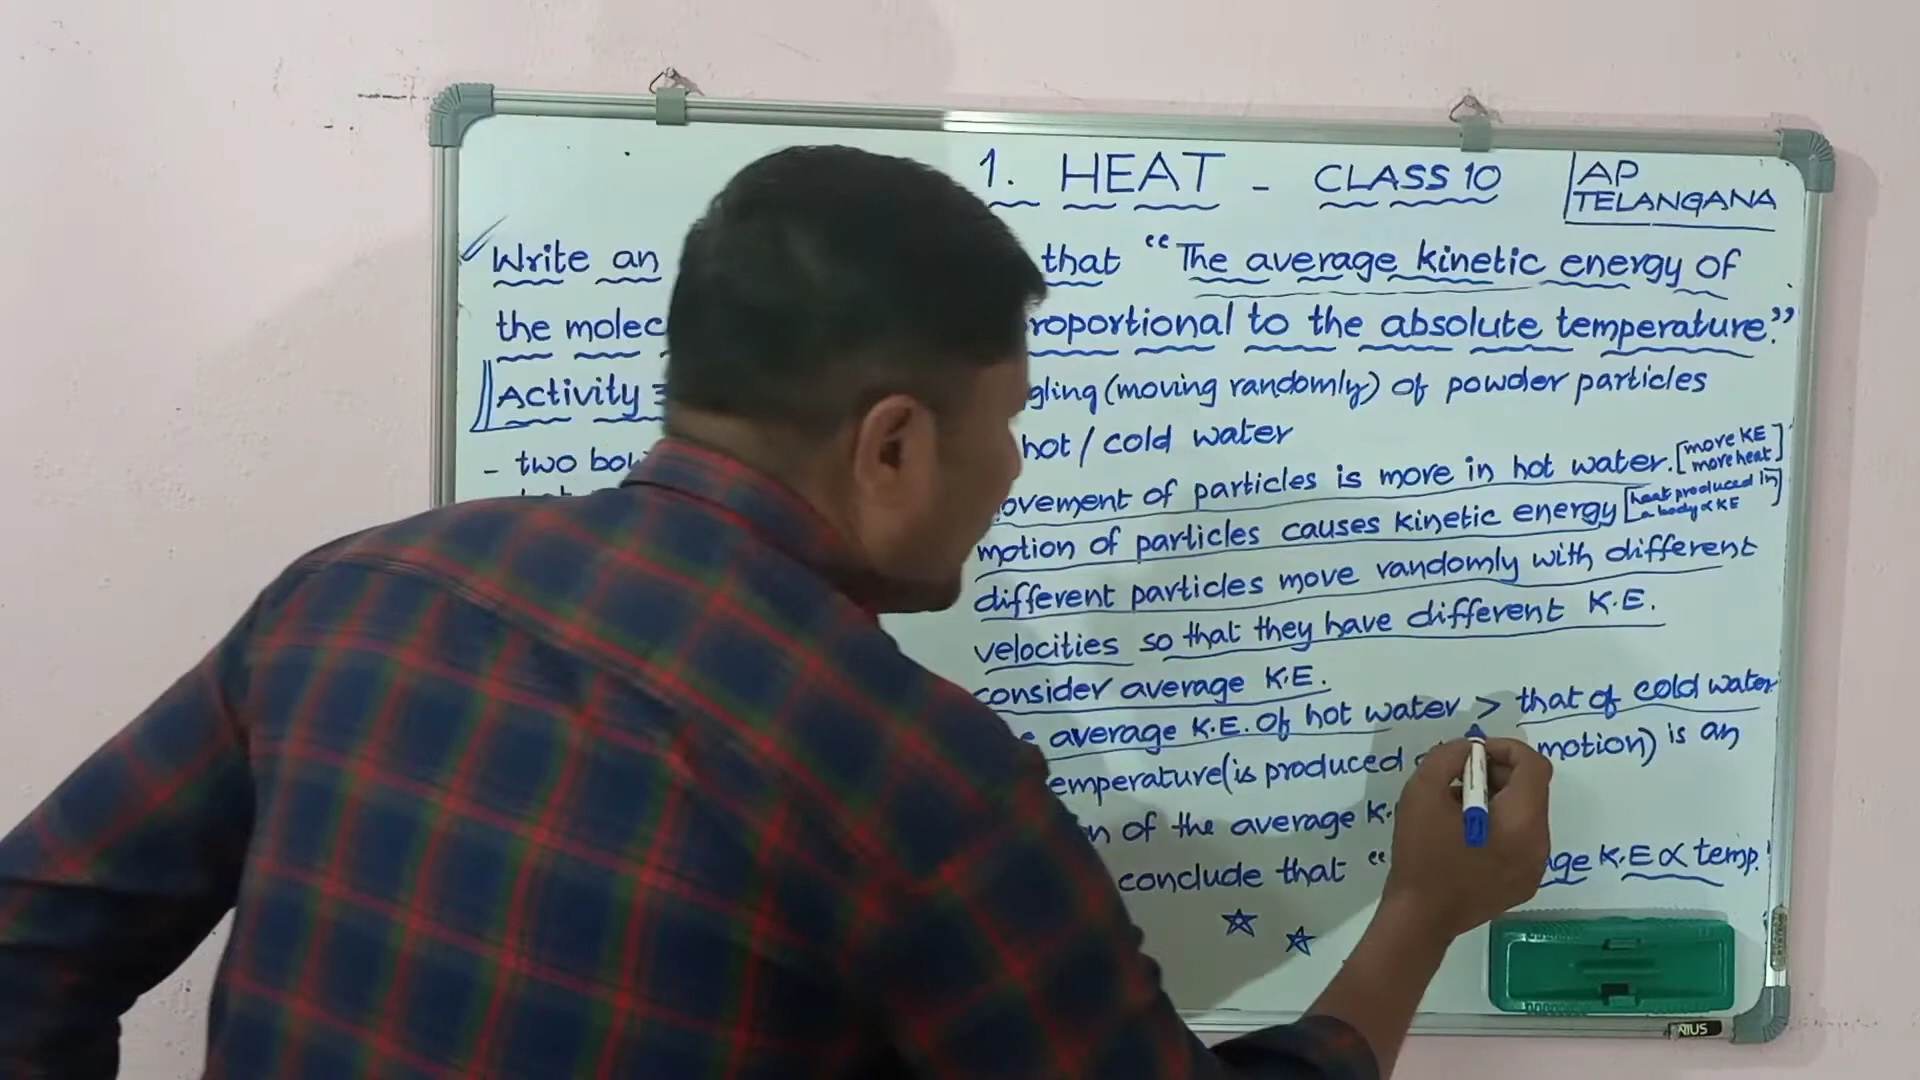 1. HEAT - CLASS 10
AP
TELANGANA
Write an that “The average kinetic energy of
the molec roportional to the absolute temperature.”
Activity
gling (moving randomly) of powder particles
hot / cold water
- two bow
ovement of particles is more in hot water. [more KE
more heat]
motion of particles causes kinetic energy [heat produced in
a body ∝ KE]
different particles move randomly with different
velocities so that they have different K.E.
consider average K.E.
average K.E. of hot water > that of cold water
emperature (is produced motion) is an
n of the average K.
conclude that “ age K.E ∝ temp.